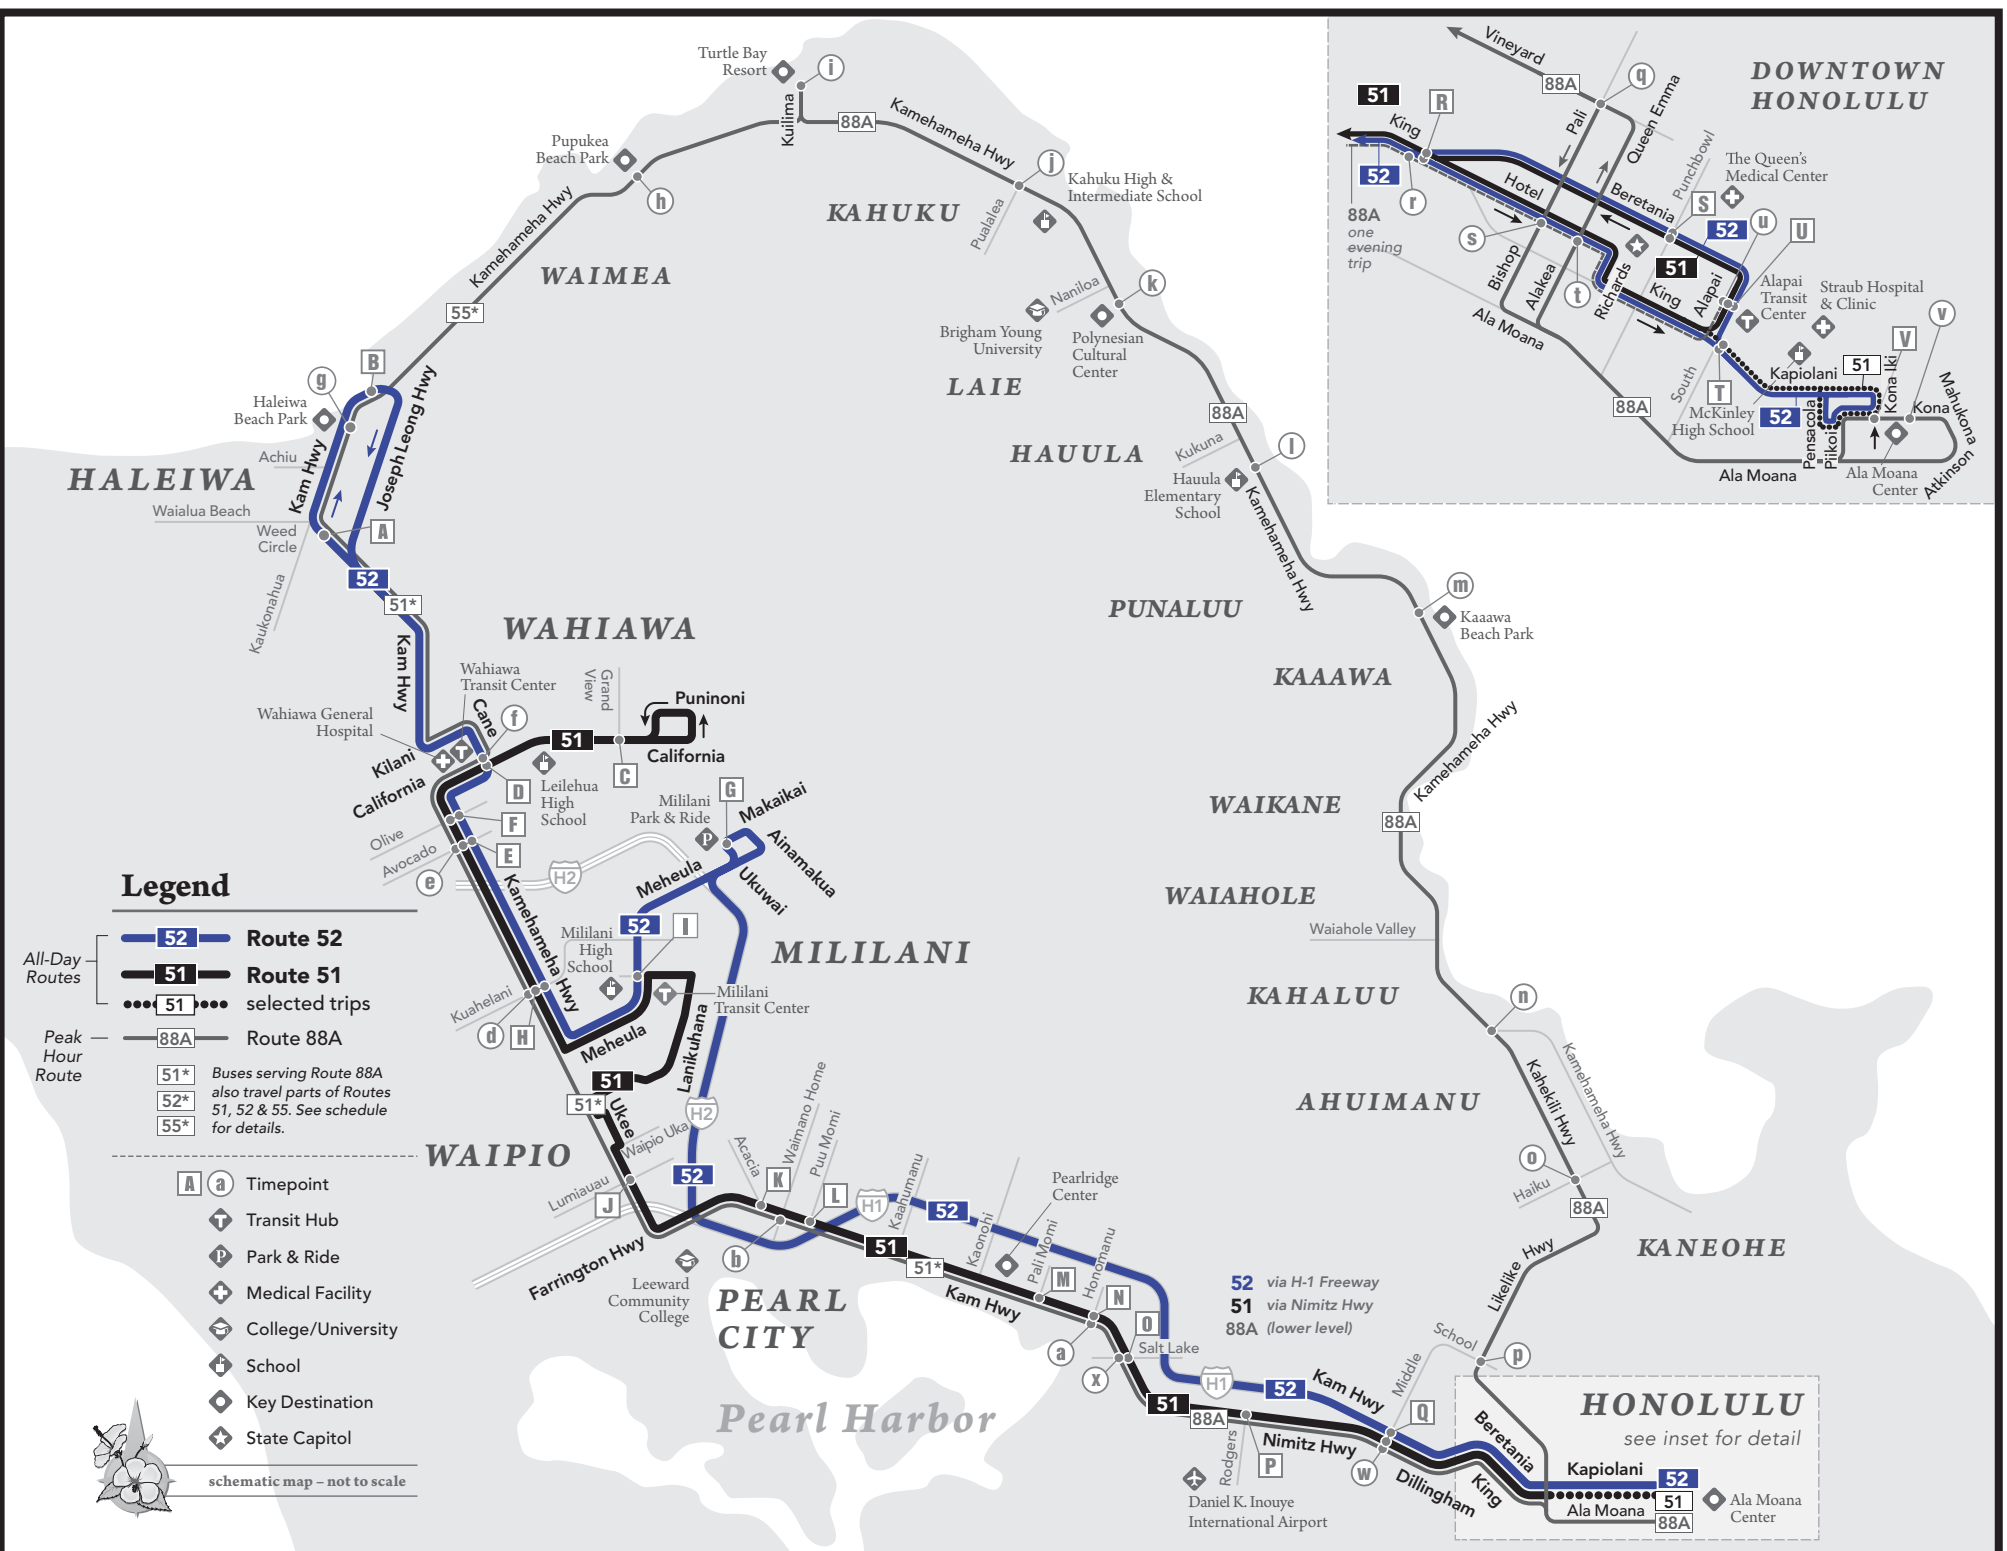 Turtle Bay
Resort
i
Kuilima
88A
Kamehameha Hwy
Pupukea
Beach Park
h
j
Kahuku High &
Intermediate School
KAHUKU
Pualalea
Kamehameha Hwy
WAIMEA
55*
k
Naniloa
Brigham Young
University
Polynesian
Cultural
Center
LAIE
88A
B
g
Haleiwa
Beach Park
Joseph Leong Hwy
Kam Hwy
Achiu
HALEIWA
Waialua Beach
Weed
Circle
A
52
51*
Kaukonahua
Kam Hwy
HAUULA
Kukuna
l
Hauula
Elementary
School
Kamehameha Hwy
PUNALUU
m
Kaaawa
Beach Park
KAAAWA
Kamehameha Hwy
WAIKANE
88A
WAIAHOLE
Waiahole Valley
KAHALUU
n
Kamehameha Hwy
Kahekili Hwy
AHUIMANU
o
Haiku
88A
KANEOHE
Likelike Hwy
School
p
WAHIAWA
Wahiawa
Transit Center
Grand
View
Puninoni
Wahiawa General
Hospital
Cane
f
51
California
Kilani
C
California
D
Leilehua
High
School
F
Olive
E
Avocado
e
H2
Mililani
Park & Ride
G
Makaikai
Ainamakua
Meheula
Ukuwai
Kamehameha Hwy
52
I
Mililani
High
School
MILILANI
Mililani
Transit Center
Kuahelani
d
H
Meheula
Lanikuhana
51
51*
Ukee
H2
Waipio Uka
WAIPIO
52
Lumiauau
J
Farrington Hwy
Acacia
Waimano Home
Puu Momi
K
L
b
H1
Kaahumanu
52
Leeward
Community
College
PEARL
CITY
51
51*
Kaonohi
Pearlridge
Center
Pali Momi
Honomanu
M
N
Kam Hwy
O
a
Salt Lake
x
Pearl Harbor
52 via H-1 Freeway
51 via Nimitz Hwy
88A (lower level)
51
88A
H1
52
Kam Hwy
Middle
Q
Rodgers
P
Nimitz Hwy
w
Dillingham
Daniel K. Inouye
International Airport
HONOLULU
see inset for detail
Beretania
King
Kapiolani
52
51
Ala Moana
88A
Ala Moana
Center
DOWNTOWN
HONOLULU
Vineyard
88A
q
Pali
Queen Emma
51
R
King
52
r
88A
one
evening
trip
Hotel
Punchbowl
The Queen's
Medical Center
Beretania
S
52
u
U
s
51
Bishop
Alakea
t
Richards
King
Alapai
Alapai
Transit
Center
Straub Hospital
& Clinic
v
V
Ala Moana
South
T
Kapiolani
51
Kona Iki
Kona
Mahukona
88A
McKinley
High School
52
Pensacola
Piikoi
Ala Moana
Ala Moana
Center
Atkinson
Legend
All-Day
Routes
52 Route 52
51 Route 51
51 selected trips
Peak
Hour
Route
88A Route 88A
51*
52*
55*
Buses serving Route 88A
also travel parts of Routes
51, 52 & 55. See schedule
for details.
A a Timepoint
T Transit Hub
P Park & Ride
Medical Facility
College/University
School
Key Destination
State Capitol
schematic map – not to scale